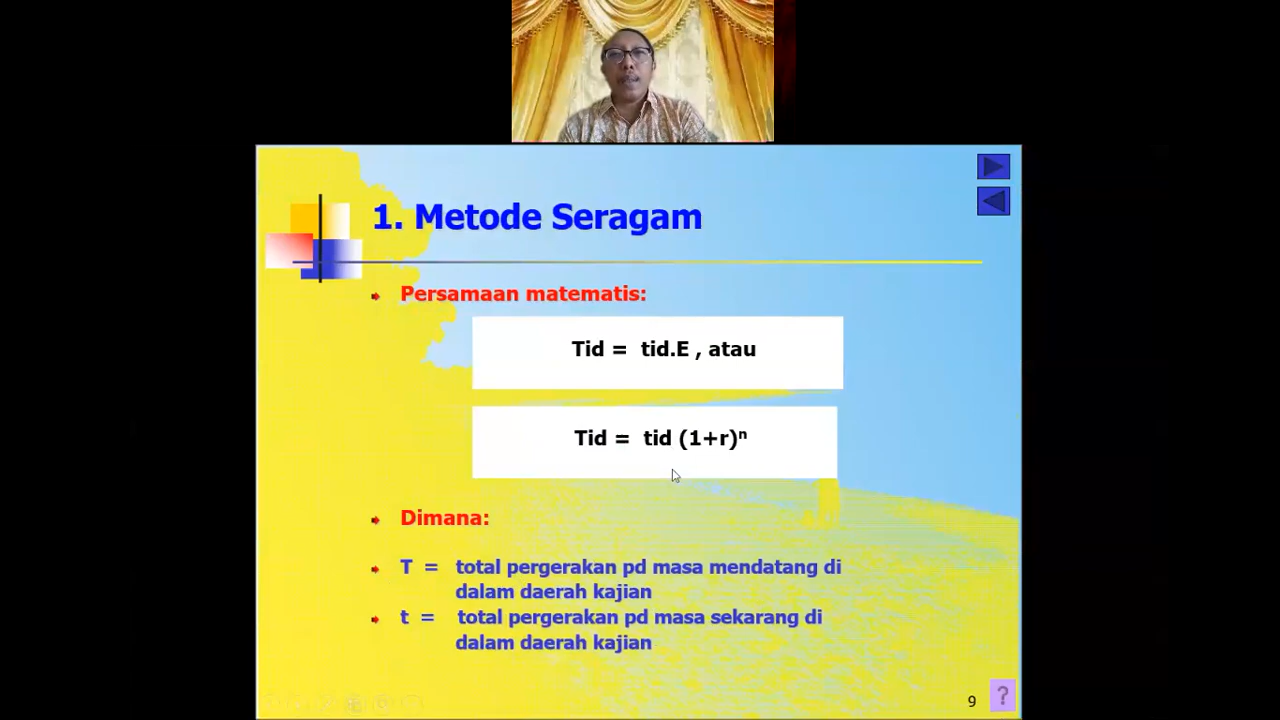 1. Metode Seragam
Persamaan matematis:
Tid = tid.E , atau
Tid = tid (1+r)ⁿ
Dimana:
T = total pergerakan pd masa mendatang di
dalam daerah kajian
t = total pergerakan pd masa sekarang di
dalam daerah kajian
9
?